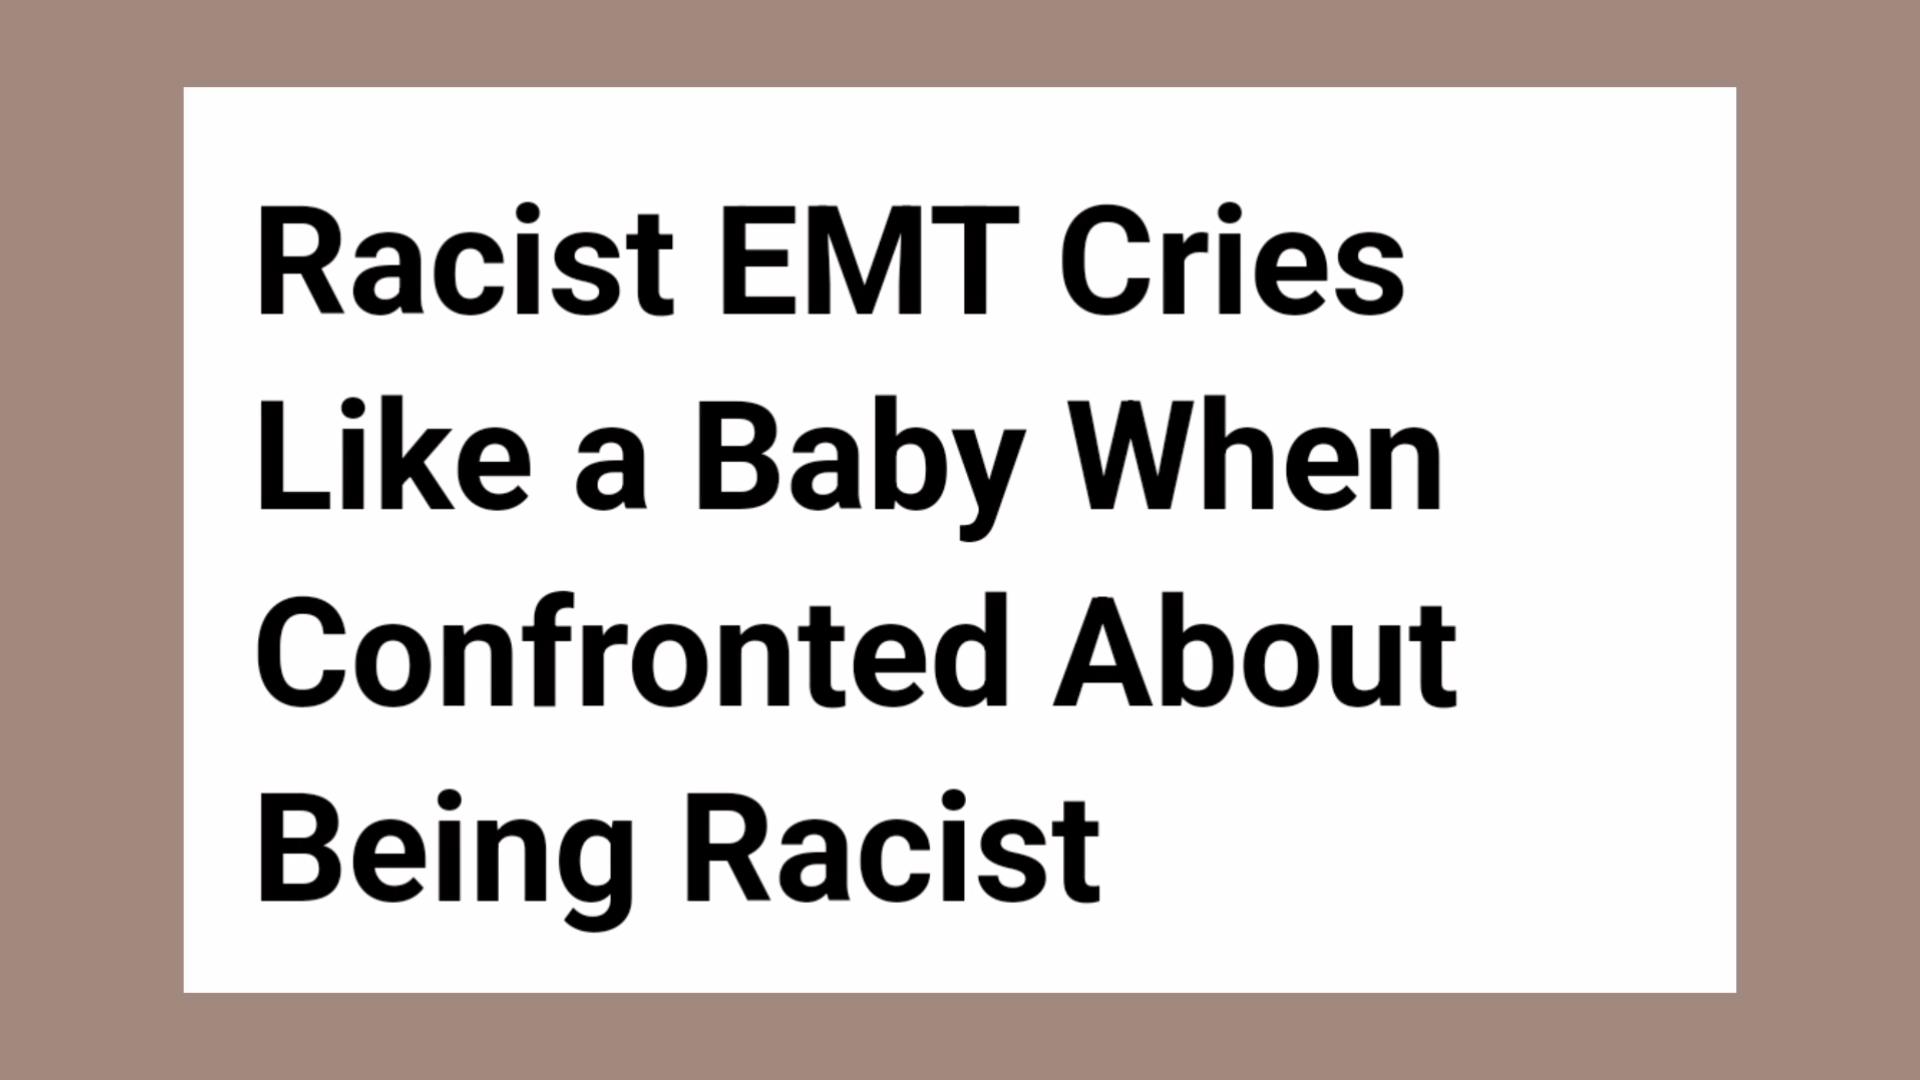 Racist EMT Cries
Like a Baby When
Confronted About
Being Racist